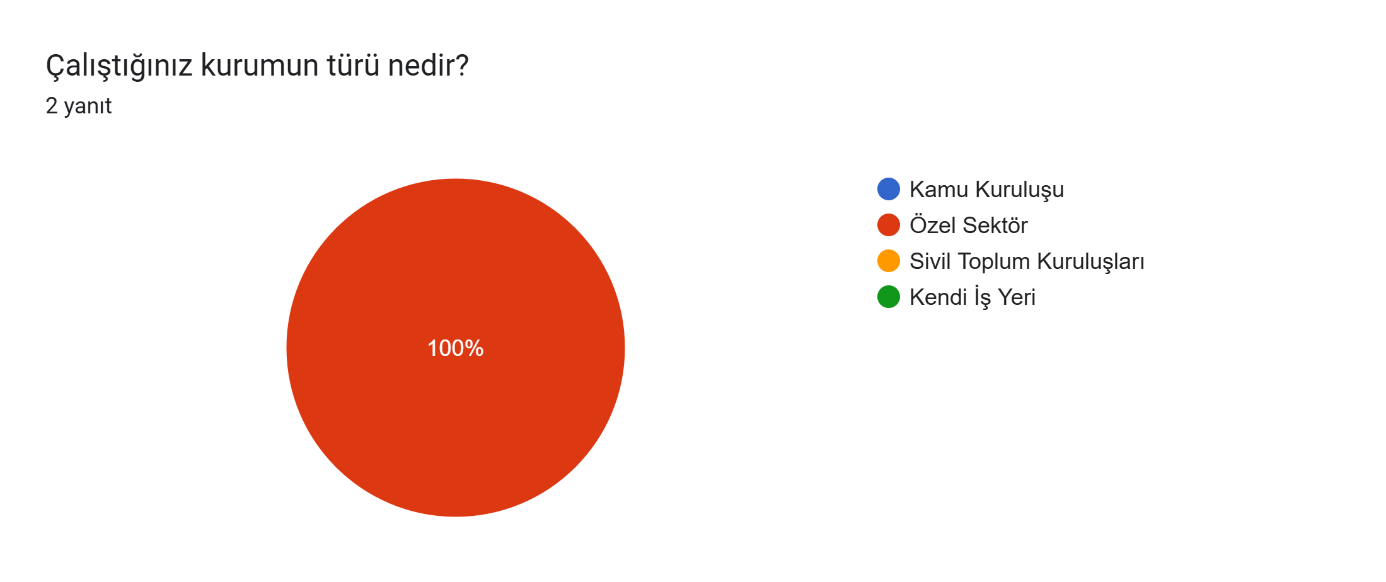 Çalıştığınız kurumun türü nedir?
2 yanıt
100%
Kamu Kuruluşu
Özel Sektör
Sivil Toplum Kuruluşları
Kendi İş Yeri